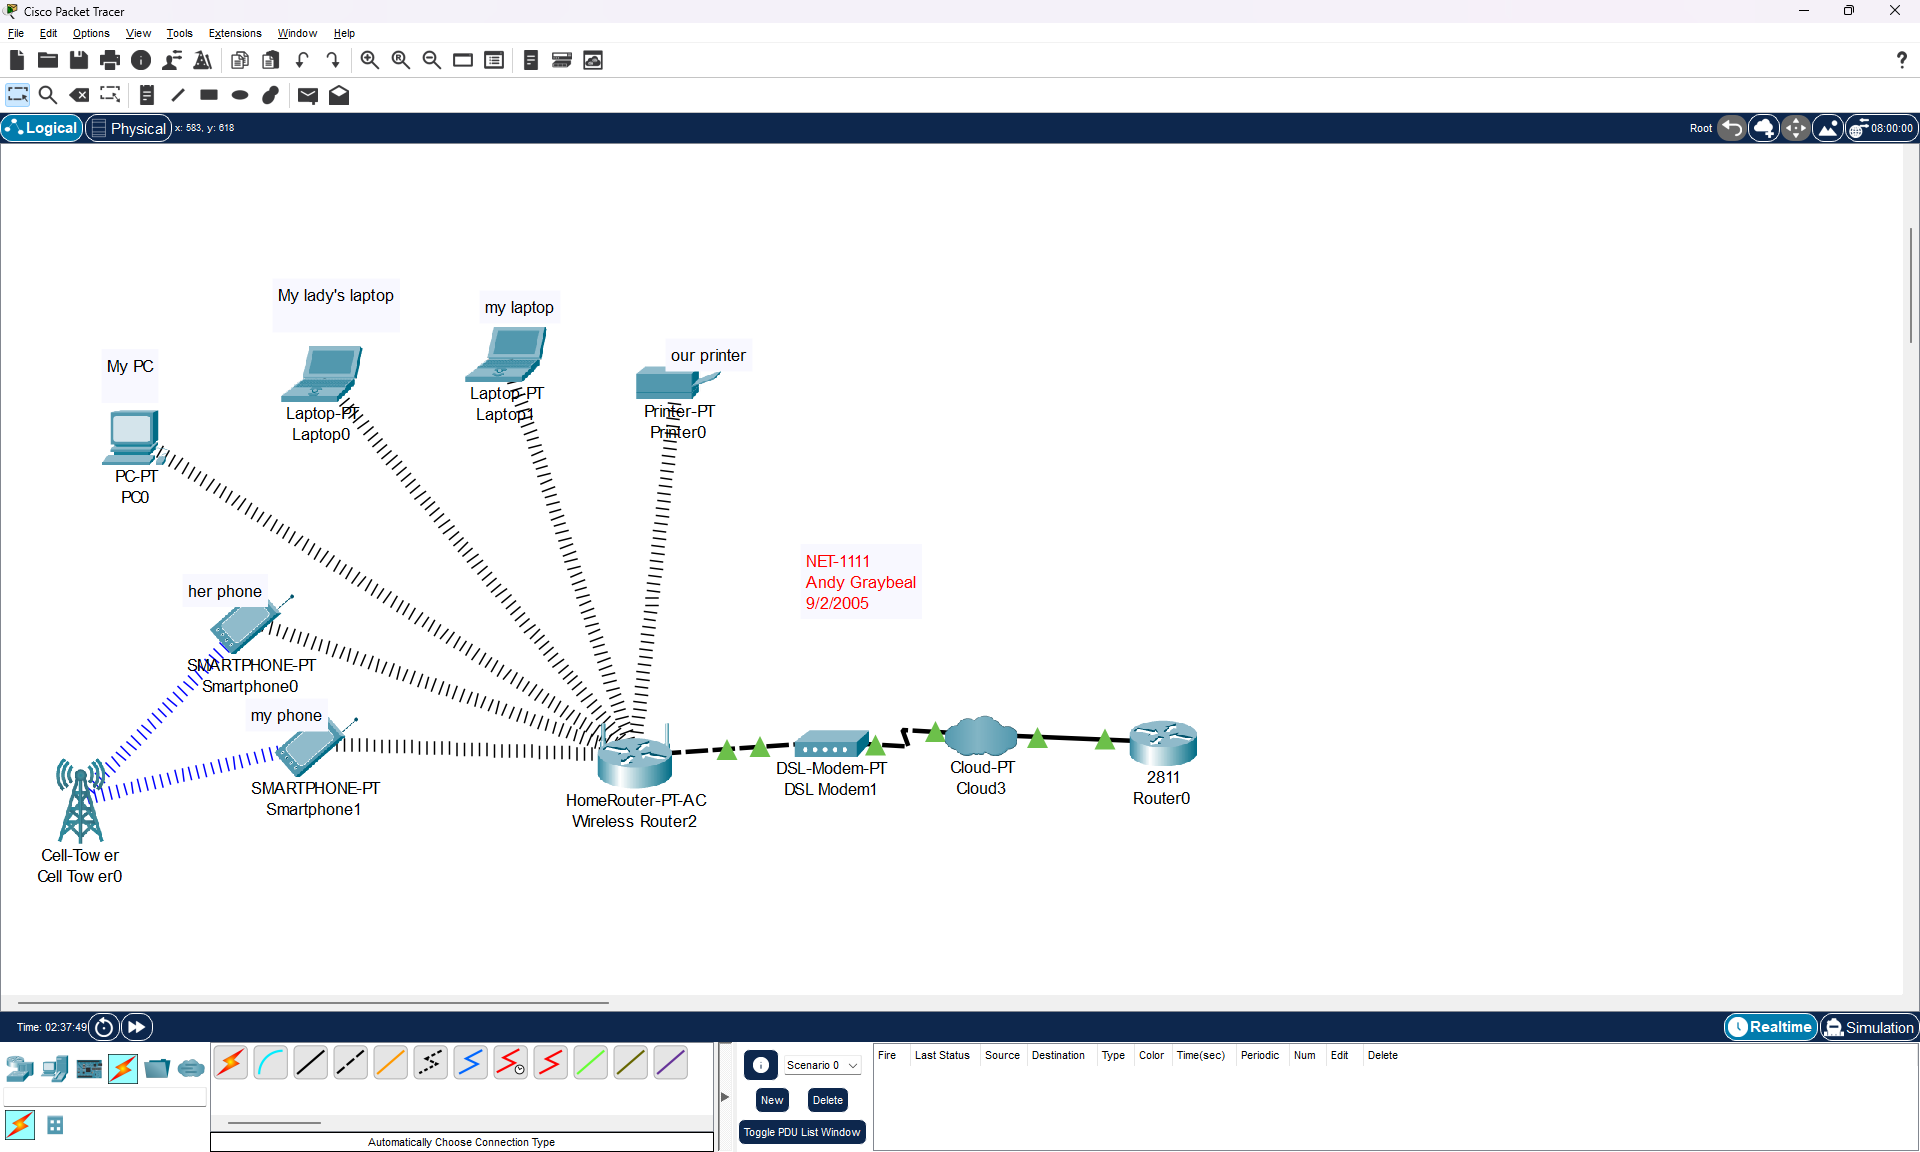 Cisco Packet Tracer
File Edit Options View Tools Extensions Window Help
?
Logical Physical x: 583, y: 618 Root 08:00:00
My lady's laptop
my laptop
our printer
My PC
Laptop-PT
Laptop0
Laptop-PT
Laptop1
Printer-PT
Printer0
PC-PT
PC0
NET-1111
Andy Graybeal
9/2/2005
her phone
SMARTPHONE-PT
Smartphone0
my phone
SMARTPHONE-PT
Smartphone1
HomeRouter-PT-AC
Wireless Router2
DSL-Modem-PT
DSL Modem1
Cloud-PT
Cloud3
2811
Router0
Cell-Tower
Cell Tower0
Time: 02:37:49 Realtime Simulation
Scenario 0
New Delete
Toggle PDU List Window
Fire Last Status Source Destination Type Color Time(sec) Periodic Num Edit Delete
Automatically Choose Connection Type